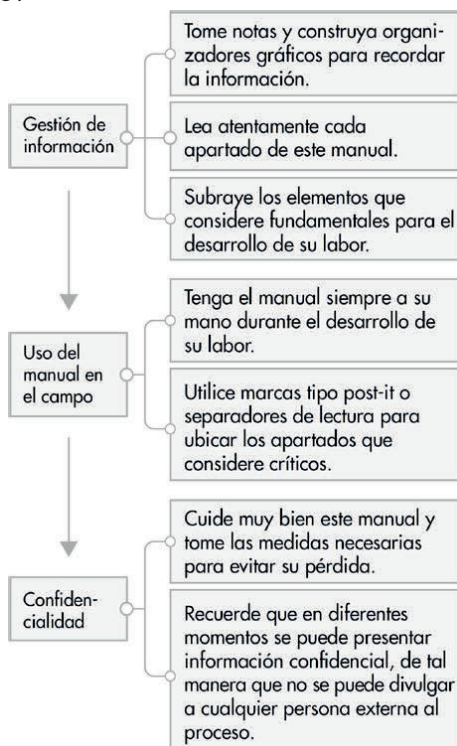 Tome notas y construya organi-
zadores gráficos para recordar
la información.
Gestión de
información
Lea atentamente cada
apartado de este manual.
Subraye los elementos que
considere fundamentales para el
desarrollo de su labor.
Tenga el manual siempre a su
mano durante el desarrollo de
su labor.
Uso del
manual en
el campo
Utilice marcas tipo post-it o
separadores de lectura para
ubicar los apartados que
considere críticos.
Cuide muy bien este manual y
tome las medidas necesarias
para evitar su pérdida.
Confiden-
cialidad
Recuerde que en diferentes
momentos se puede presentar
información confidencial, de tal
manera que no se puede divulgar
a cualquier persona externa al
proceso.